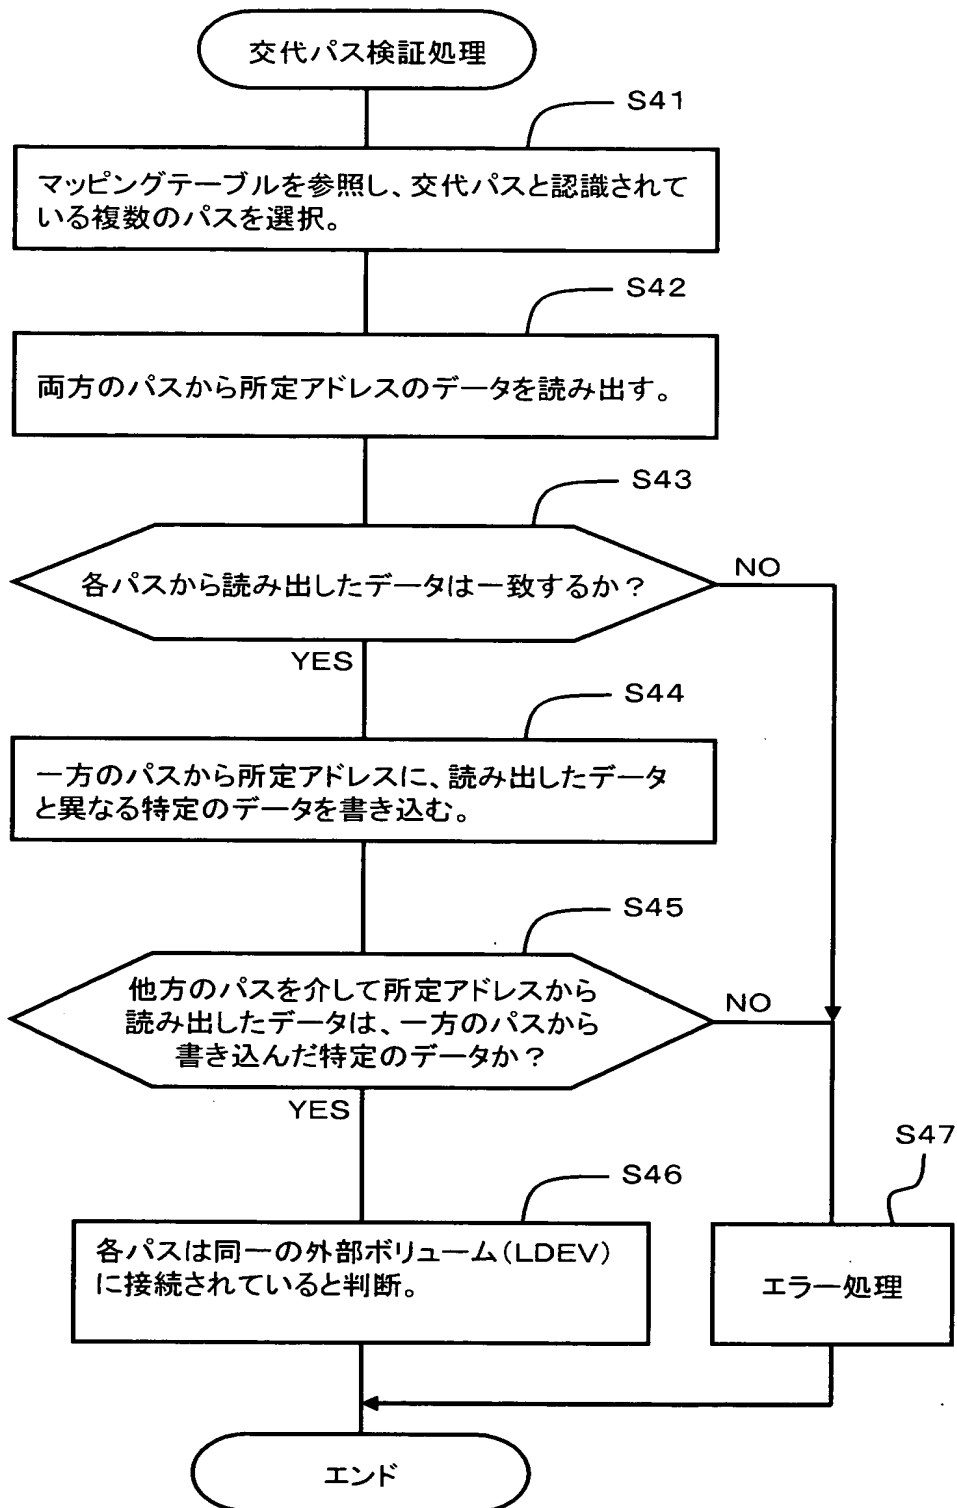 交代パス検証処理
S41
マッピングテーブルを参照し、交代パスと認識されて
いる複数のパスを選択。
S42
両方のパスから所定アドレスのデータを読み出す。
S43
各パスから読み出したデータは一致するか？
NO
YES
S44
一方のパスから所定アドレスに、読み出したデータ
と異なる特定のデータを書き込む。
S45
他方のパスを介して所定アドレスから
読み出したデータは、一方のパスから
書き込んだ特定のデータか？
NO
YES
S46
S47
各パスは同一の外部ボリューム(LDEV)
に接続されていると判断。
エラー処理
エンド